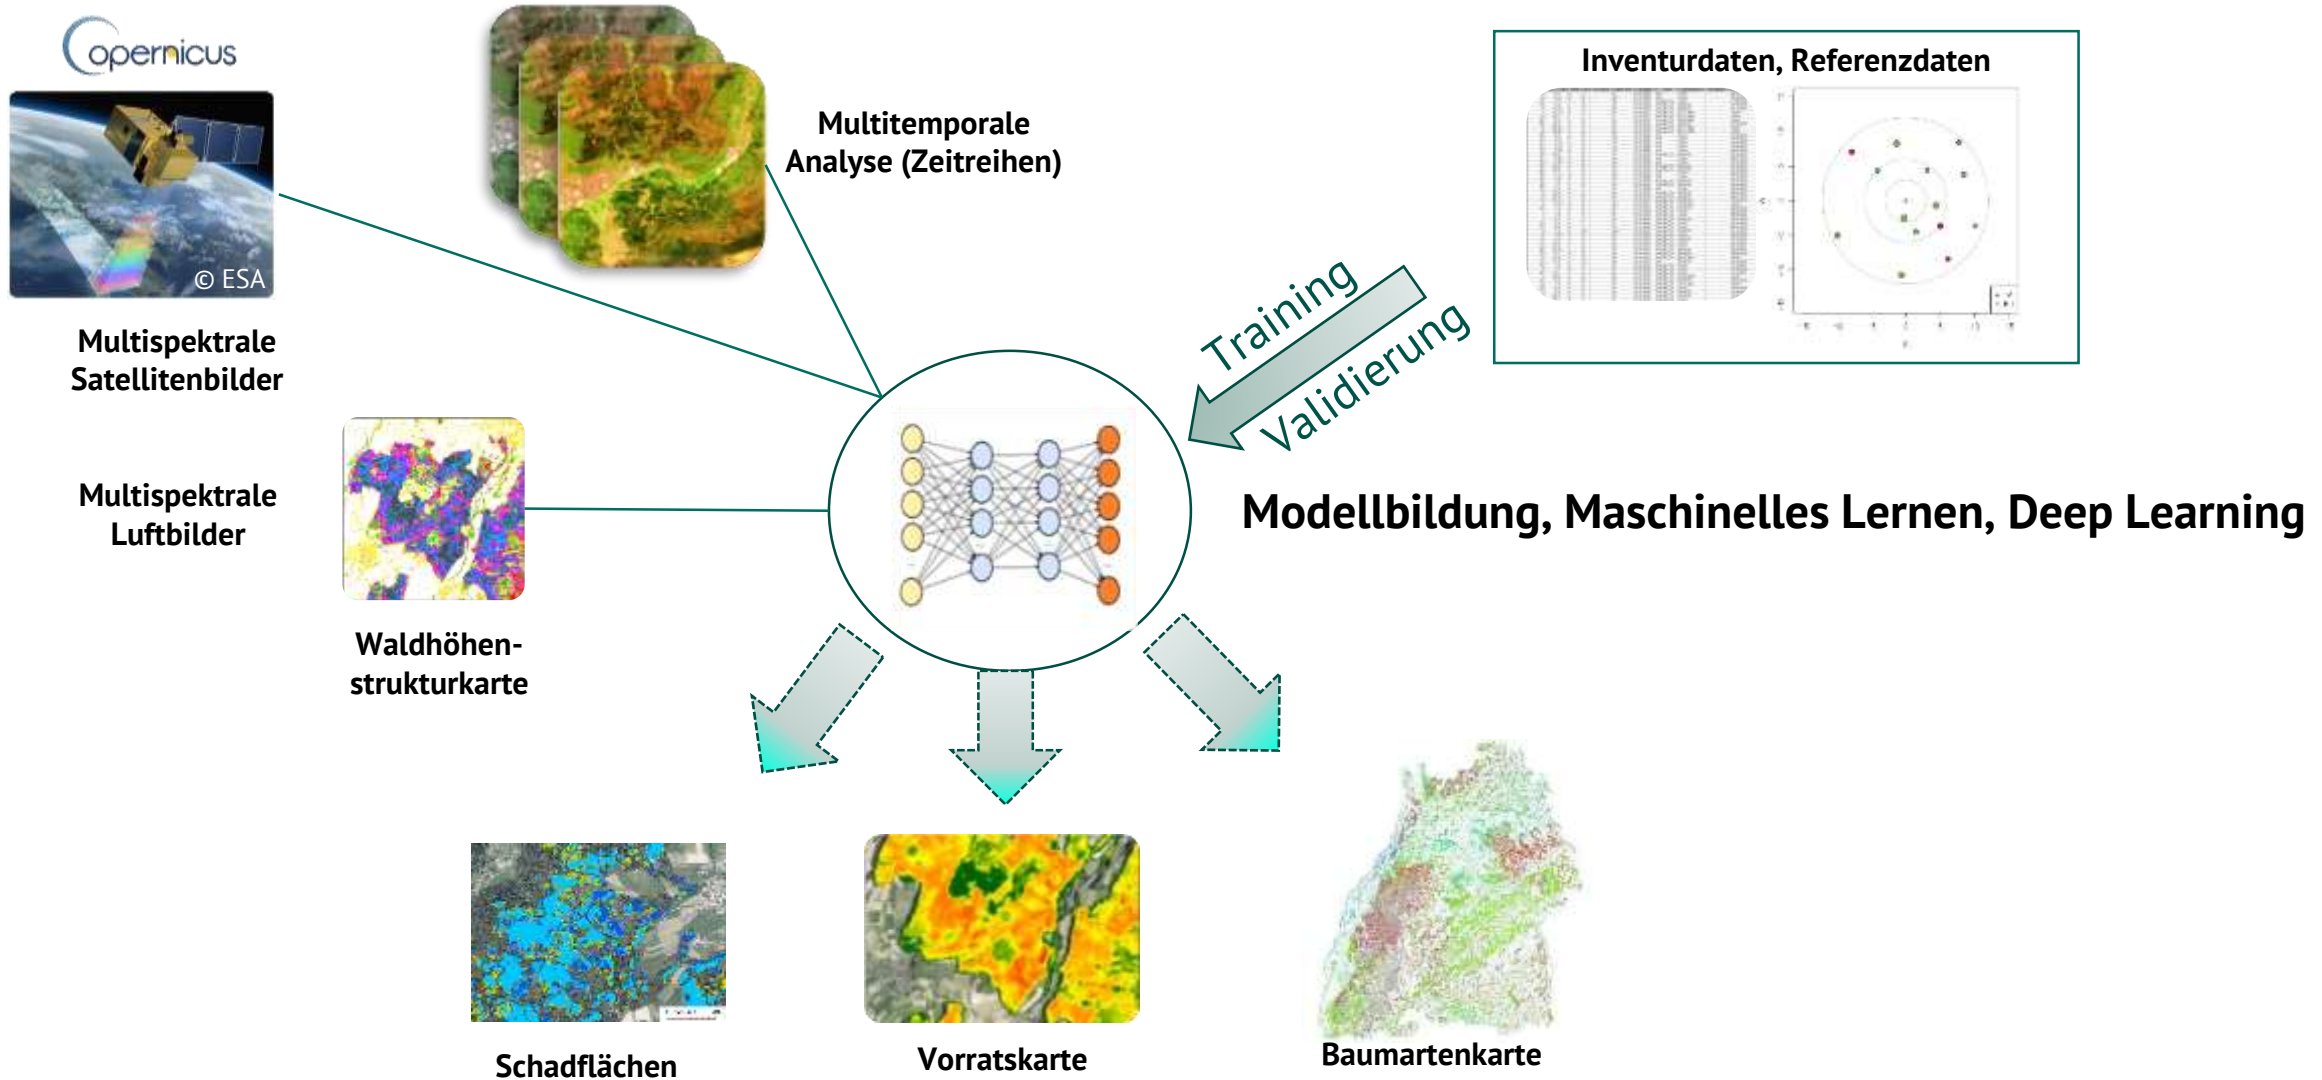 Copernicus
© ESA
Multispektrale
Satellitenbilder
Multitemporale
Analyse (Zeitreihen)
Inventurdaten, Referenzdaten
Training
Validierung
Multispektrale
Luftbilder
Waldhöhen-
strukturkarte
Modellbildung, Maschinelles Lernen, Deep Learning
Schadflächen
Vorratskarte
Baumartenkarte